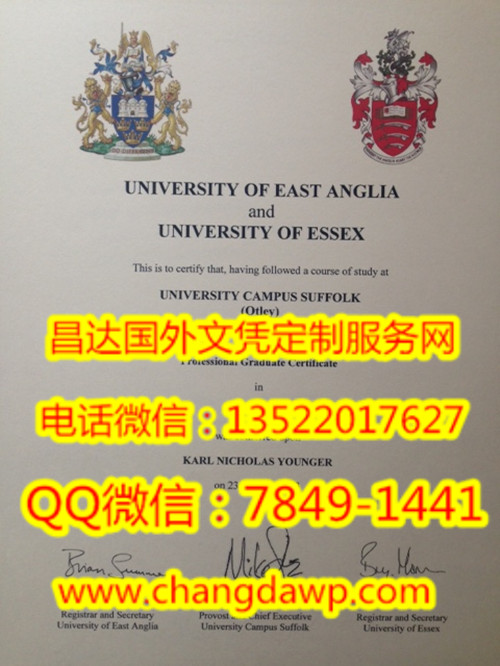 UNIVERSITY OF EAST ANGLIA
and
UNIVERSITY OF ESSEX
This is to certify that, having followed a course of study at
UNIVERSITY CAMPUS SUFFOLK
(Otley)
昌达国外文凭定制服务网
Professional Graduate Certificate
in
电话微信：13522017627
KARL NICHOLAS YOUNGER
on 23
QQ微信：7849-1441
www.changdawp.com
Registrar and Secretary
University of East Anglia
Provost Chief Executive
University Campus Suffolk
Registrar and Secretary
University of Essex